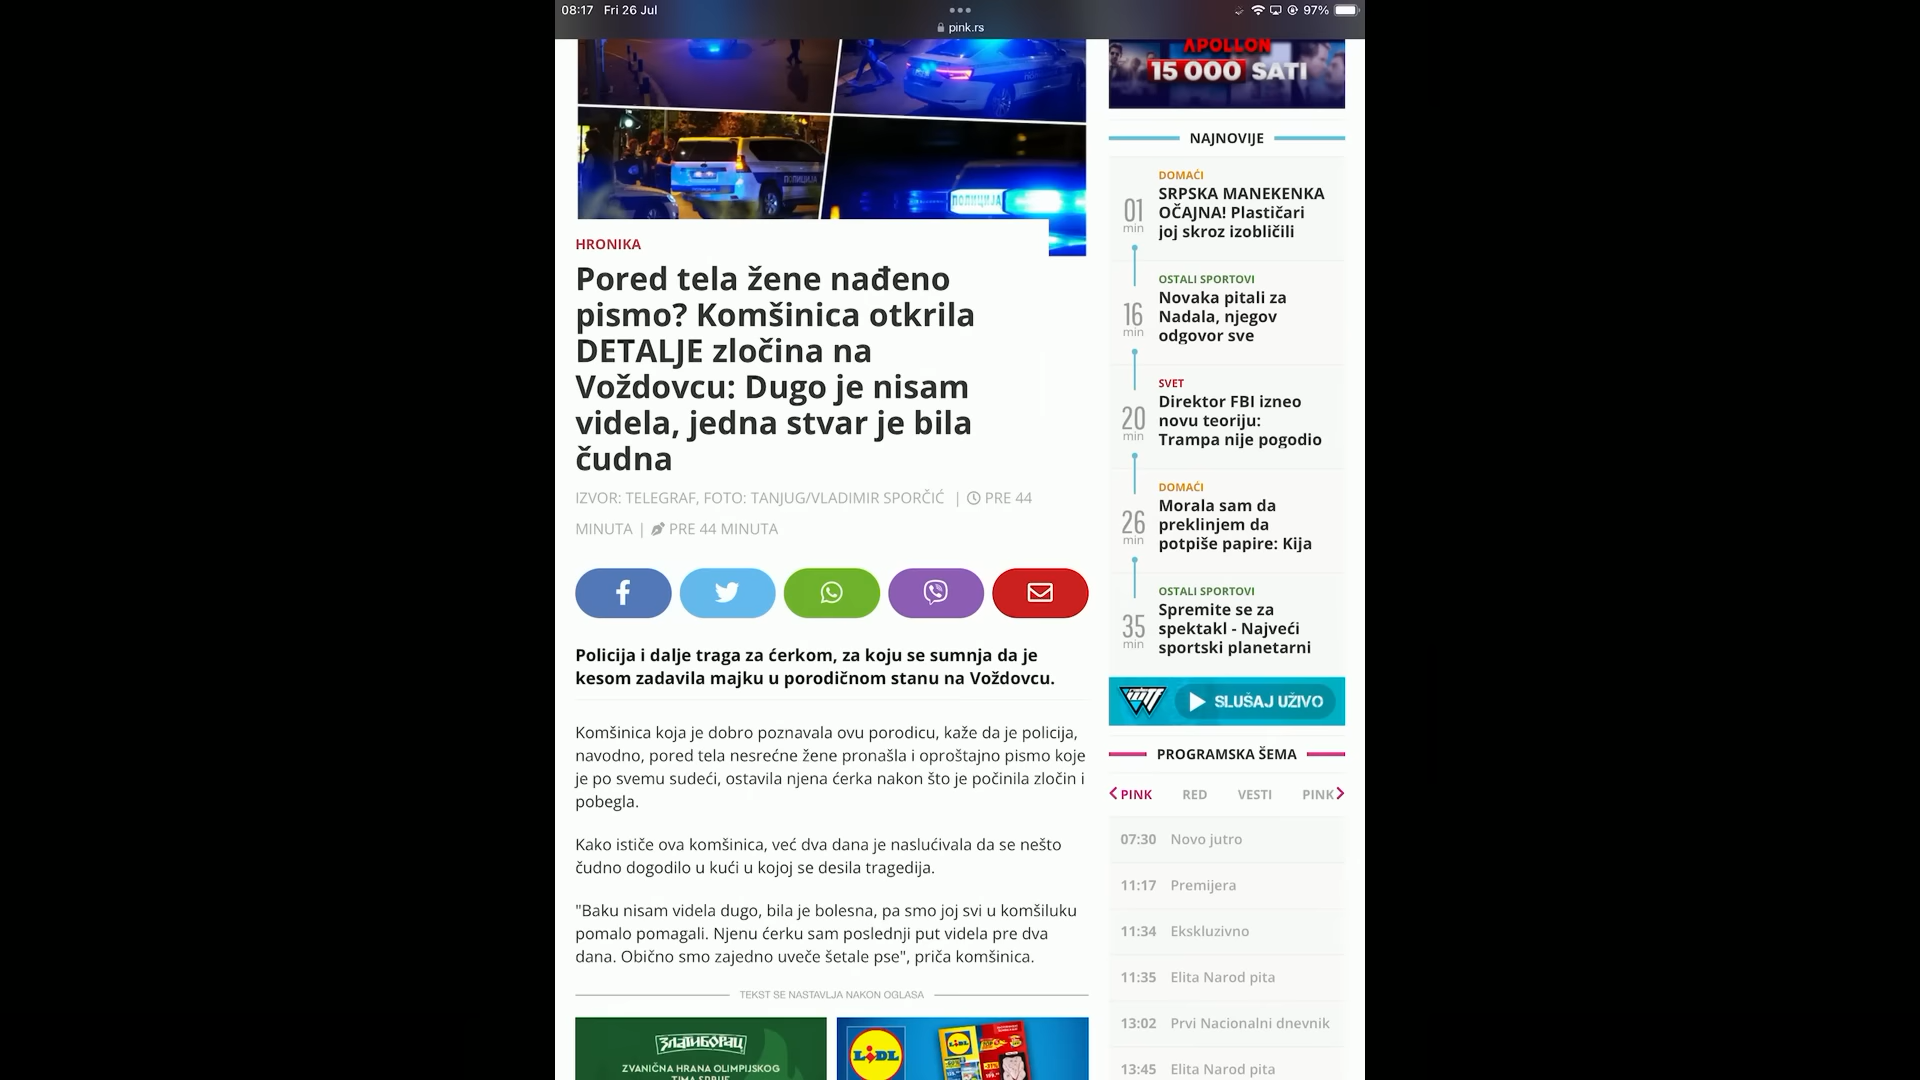 08:17 Fri 26 Jul
97%
pink.rs
ПОЛИЦИЈА
ПОЛИЦИЈА
HRONIKA
Pored tela žene nađeno
pismo? Komšinica otkrila
DETALJE zločina na
Voždovcu: Dugo je nisam
videla, jedna stvar je bila
čudna
IZVOR: TELEGRAF, FOTO: TANJUG/VLADIMIR SPORČIĆ | PRE 44
MINUTA | PRE 44 MINUTA
Policija i dalje traga za ćerkom, za koju se sumnja da je
kesom zadavila majku u porodičnom stanu na Voždovcu.
Komšinica koja je dobro poznavala ovu porodicu, kaže da je policija,
navodno, pored tela nesrećne žene pronašla i oproštajno pismo koje
je po svemu sudeći, ostavila njena ćerka nakon što je počinila zločin i
pobegla.
Kako ističe ova komšinica, već dva dana je naslućivala da se nešto
čudno dogodilo u kući u kojoj se desila tragedija.
"Baku nisam videla dugo, bila je bolesna, pa smo joj svi u komšiluku
pomalo pomagali. Njenu ćerku sam poslednji put videla pre dva
dana. Obično smo zajedno uveče šetale pse", priča komšinica.
TEKST SE NASTAVLJA NAKON OGLASA
ЗЛАТИБОРАЦ
ZVANIČNA HRANA OLIMPIJSKOG
TIMA SRBIJE
LIDL
APOLLON
15 000 SATI
NAJNOVIJE
01
min
DOMAĆI
SRPSKA MANEKENKA
OČAJNA! Plastičari
joj skroz izobličili
16
min
OSTALI SPORTOVI
Novaka pitali za
Nadala, njegov
odgovor sve
20
min
SVET
Direktor FBI izneo
novu teoriju:
Trampa nije pogodio
26
min
DOMAĆI
Morala sam da
preklinjem da
potpiše papire: Kija
35
min
OSTALI SPORTOVI
Spremite se za
spektakl - Najveći
sportski planetarni
SLUŠAJ UŽIVO
PROGRAMSKA ŠEMA
PINK RED VESTI PINK
07:30 Novo jutro
11:17 Premijera
11:34 Ekskluzivno
11:35 Elita Narod pita
13:02 Prvi Nacionalni dnevnik
13:45 Elita Narod pita